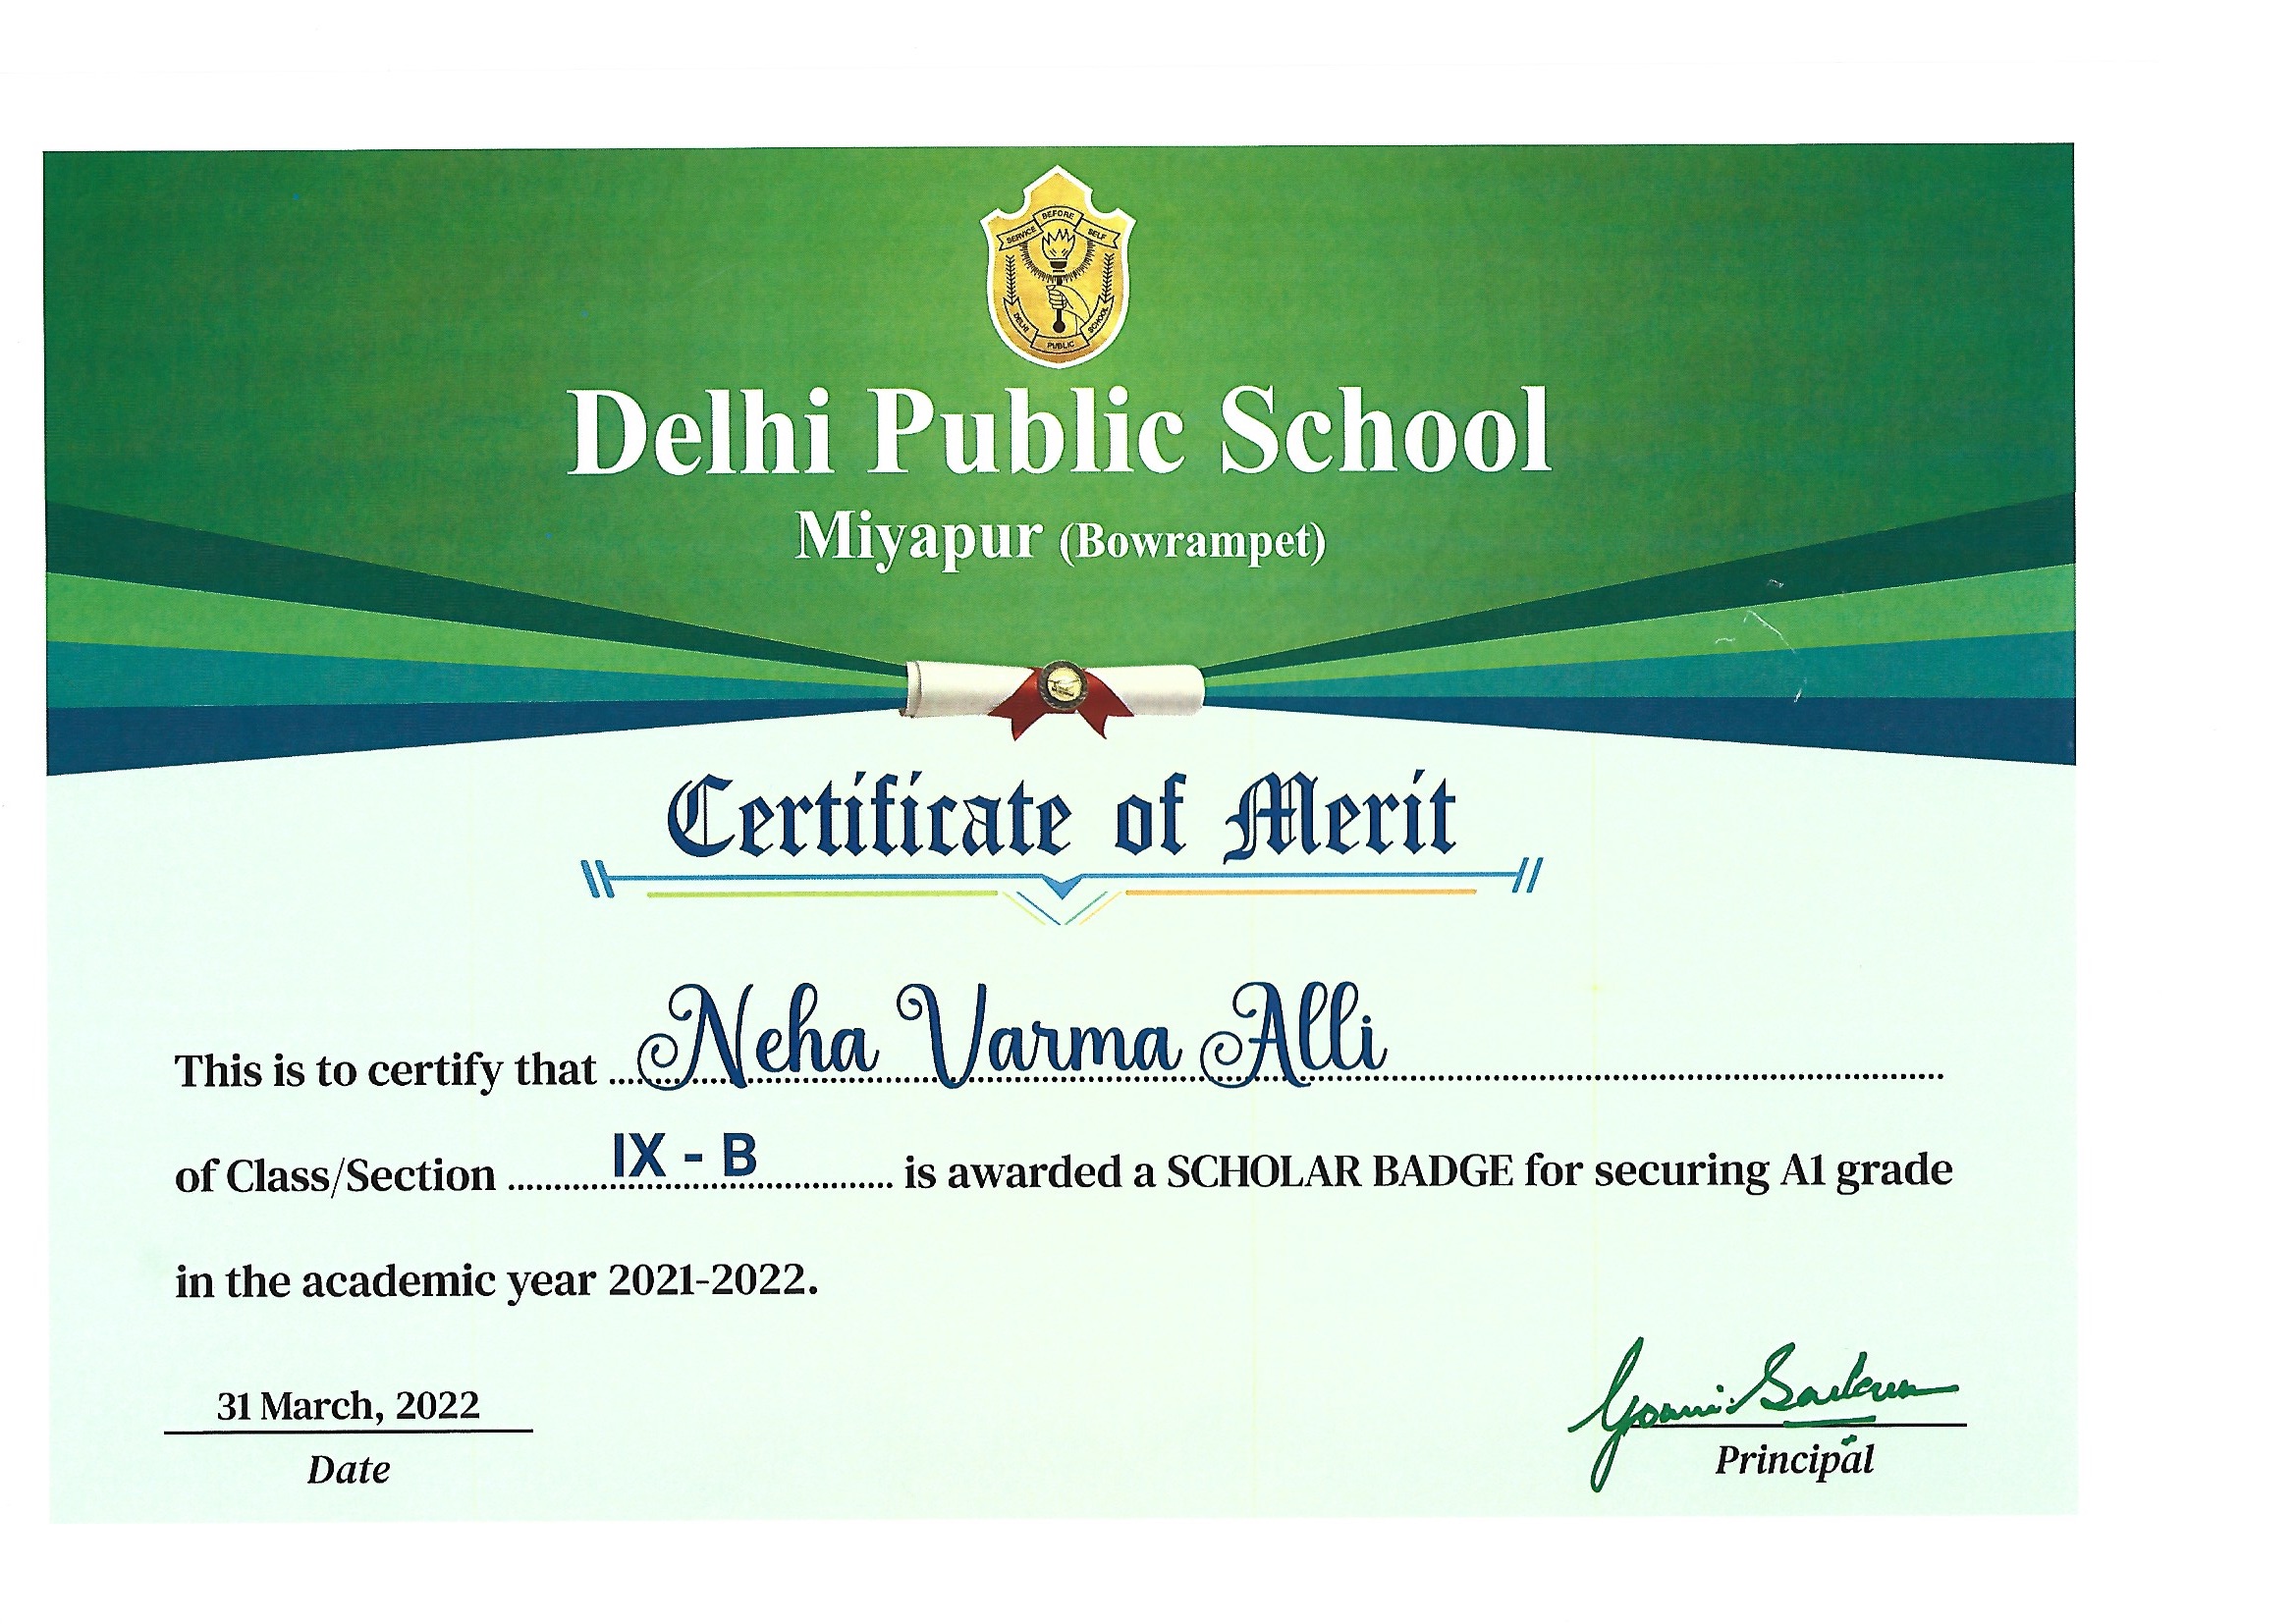 SERVICE BEFORE SELF
DELHI PUBLIC SCHOOL
Delhi Public School
Miyapur (Bowrampet)
Certificate of Merit
This is to certify that Neha Varma Alli
of Class/Section IX - B is awarded a SCHOLAR BADGE for securing A1 grade
in the academic year 2021-2022.
31 March, 2022
Date
Principal